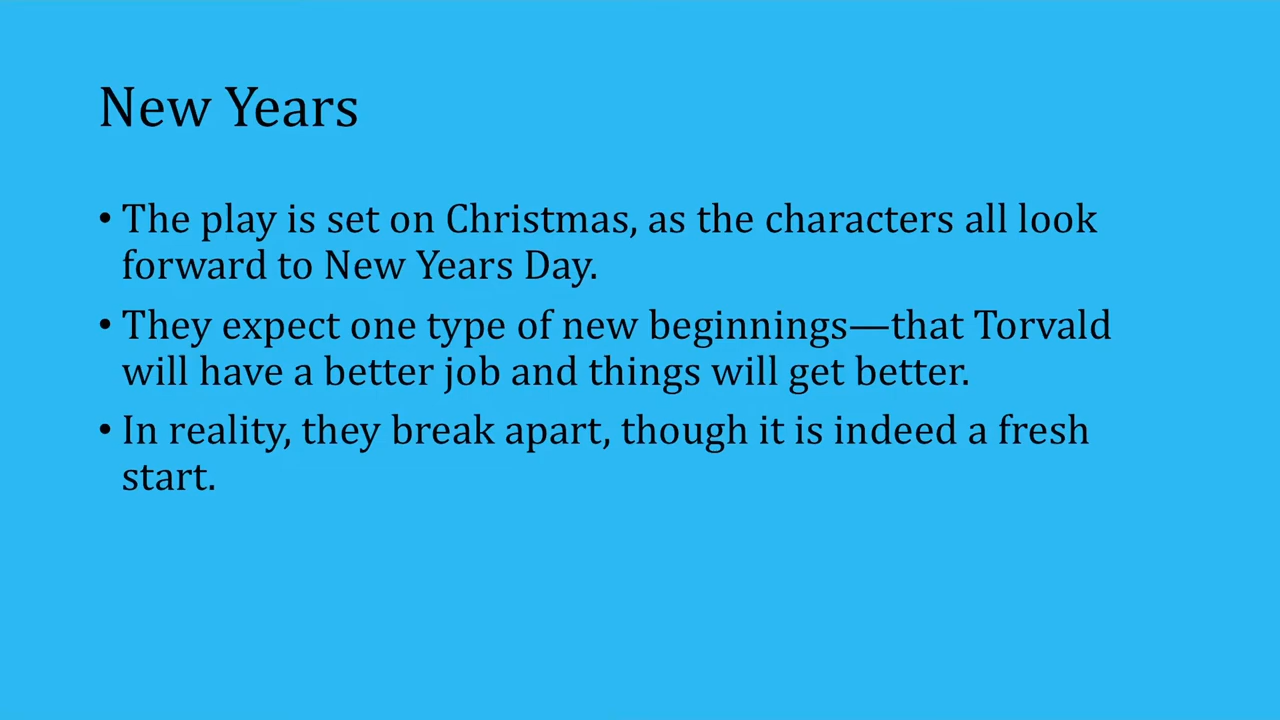 New Years
• The play is set on Christmas, as the characters all look
forward to New Years Day.
• They expect one type of new beginnings—that Torvald
will have a better job and things will get better.
• In reality, they break apart, though it is indeed a fresh
start.